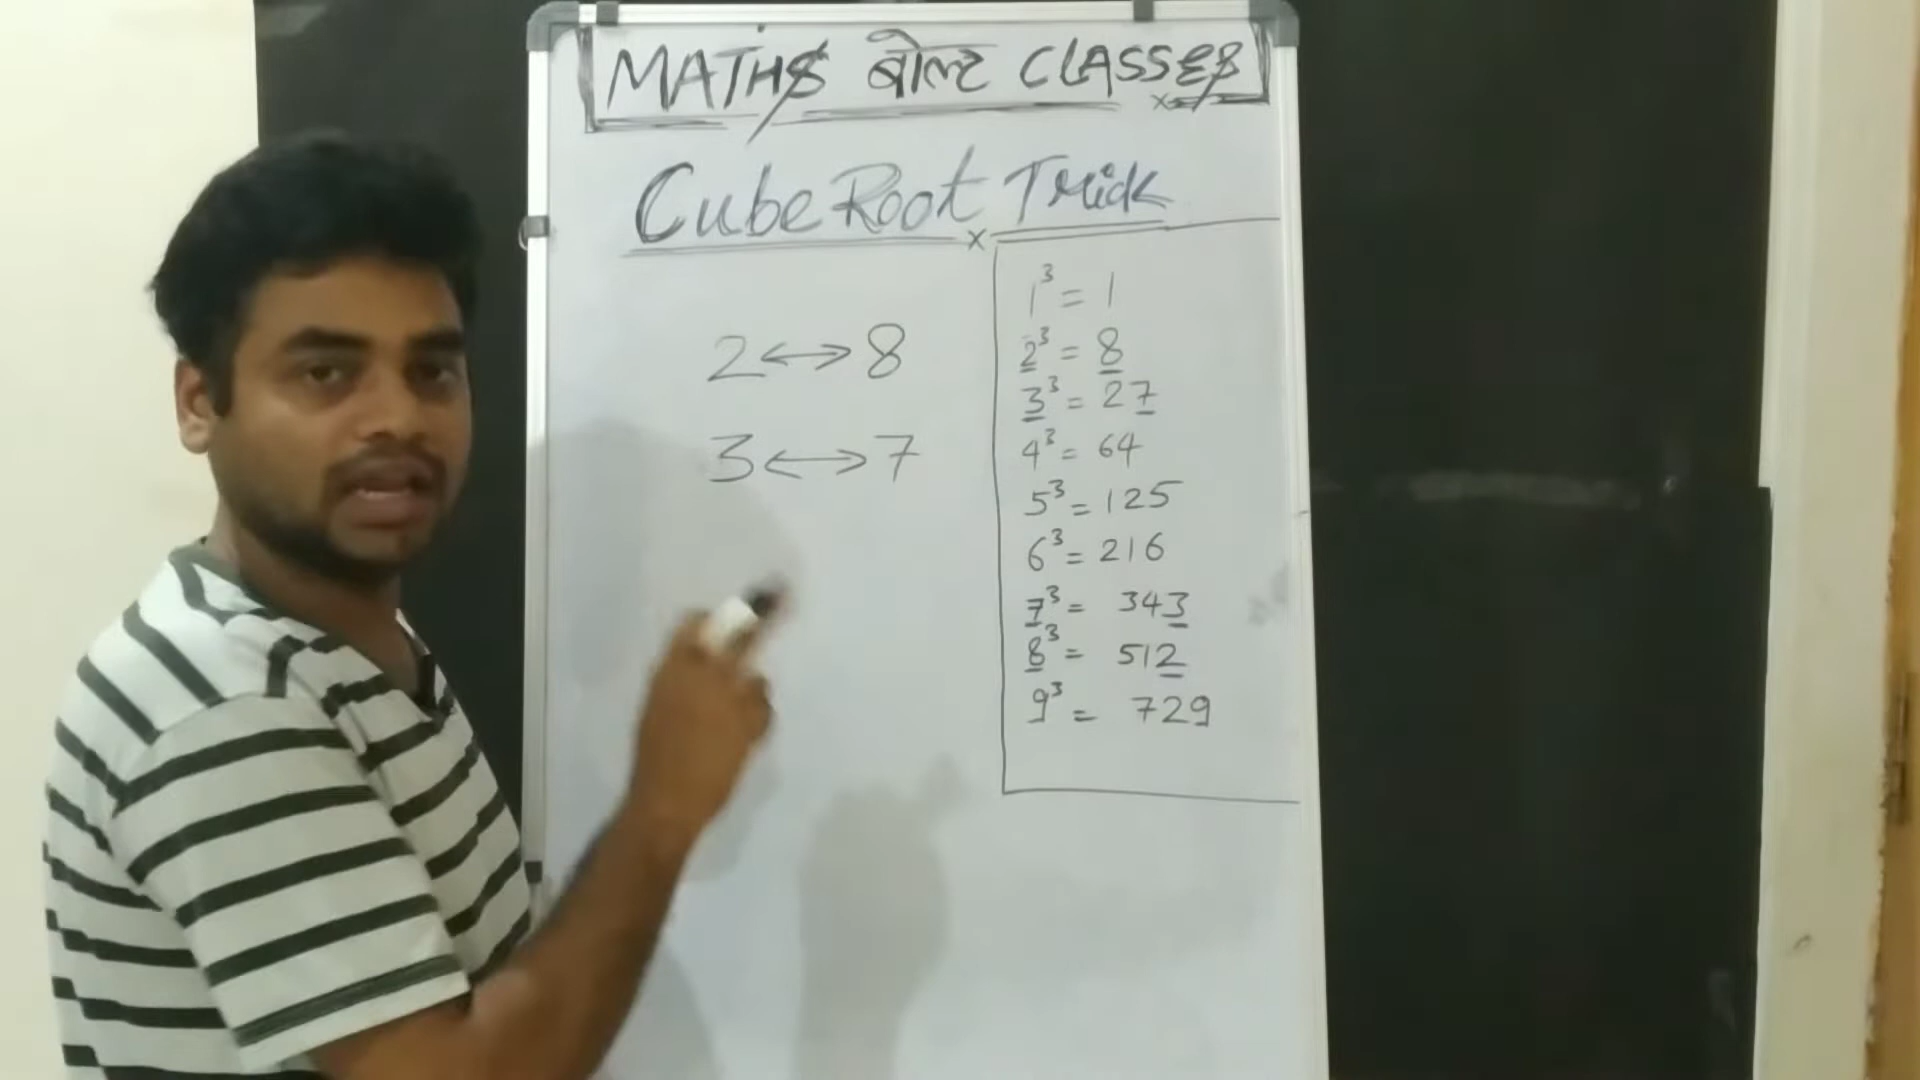 MATHS बोल्ट CLASSES
Cube Root Trick
2 ↔ 8
3 ↔ 7
1³ = 1
2³ = 8
3³ = 27
4³ = 64
5³ = 125
6³ = 216
7³ = 343
8³ = 512
9³ = 729